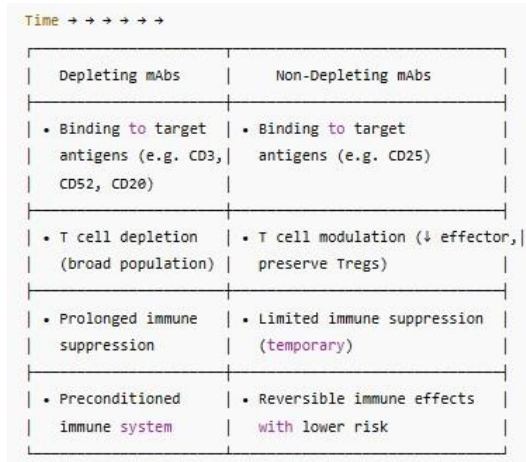 Time → → → → → →
Depleting mAbs | Non-Depleting mAbs
• Binding to target | • Binding to target
antigens (e.g. CD3, | antigens (e.g. CD25)
CD52, CD20) |
• T cell depletion | • T cell modulation (↓ effector,
(broad population) | preserve Tregs)
• Prolonged immune | • Limited immune suppression
suppression | (temporary)
• Preconditioned | • Reversible immune effects
immune system | with lower risk